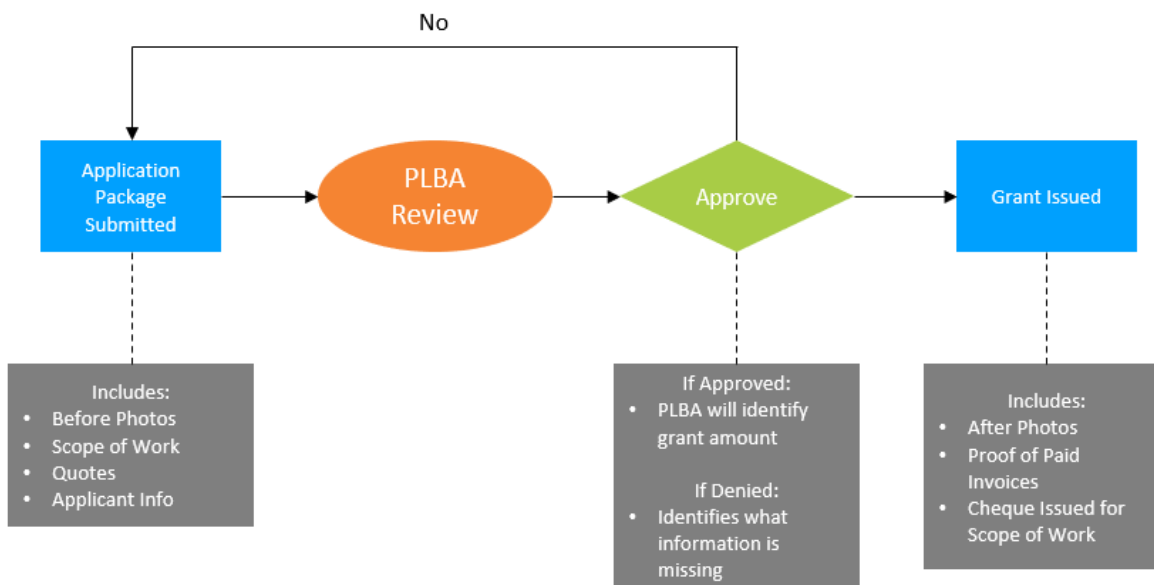 No
Application
Package
Submitted
PLBA
Review
Approve
Grant Issued
Includes:
• Before Photos
• Scope of Work
• Quotes
• Applicant Info
If Approved:
• PLBA will identify
grant amount
If Denied:
• Identifies what
information is
missing
Includes:
• After Photos
• Proof of Paid
Invoices
• Cheque Issued for
Scope of Work